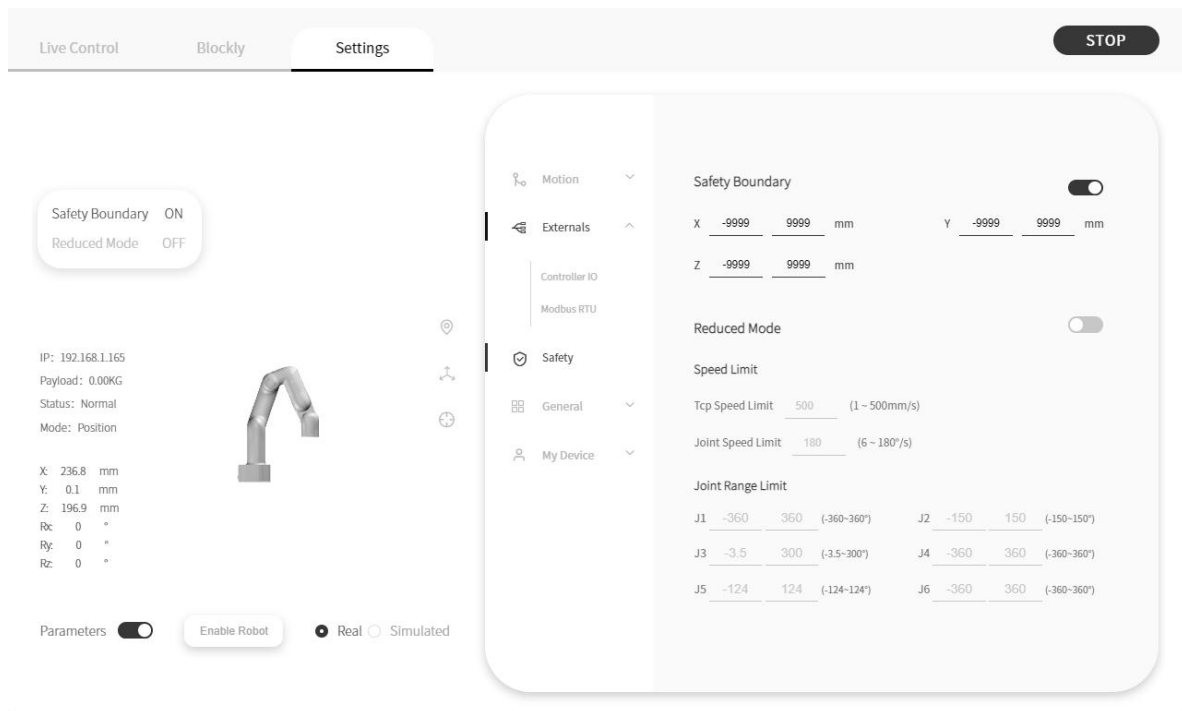 Live Control Blockly Settings STOP
Safety Boundary ON
Reduced Mode OFF
IP: 192.168.1.165
Payload: 0.00KG
Status: Normal
Mode: Position
X: 236.8 mm
Y: 0.1 mm
Z: 196.9 mm
Rx: 0 °
Ry: 0 °
Rz: 0 °
Parameters Enable Robot Real Simulated
Motion
Externals
Controller IO
Modbus RTU
Safety
General
My Device
Safety Boundary
X -9999 9999 mm Y -9999 9999 mm
Z -9999 9999 mm
Reduced Mode
Speed Limit
Tcp Speed Limit 500 (1 ~ 500mm/s)
Joint Speed Limit 180 (6 ~ 180°/s)
Joint Range Limit
J1 -360 360 (-360~360°) J2 -150 150 (-150~150°)
J3 -3.5 300 (-3.5~300°) J4 -360 360 (-360~360°)
J5 -124 124 (-124~124°) J6 -360 360 (-360~360°)